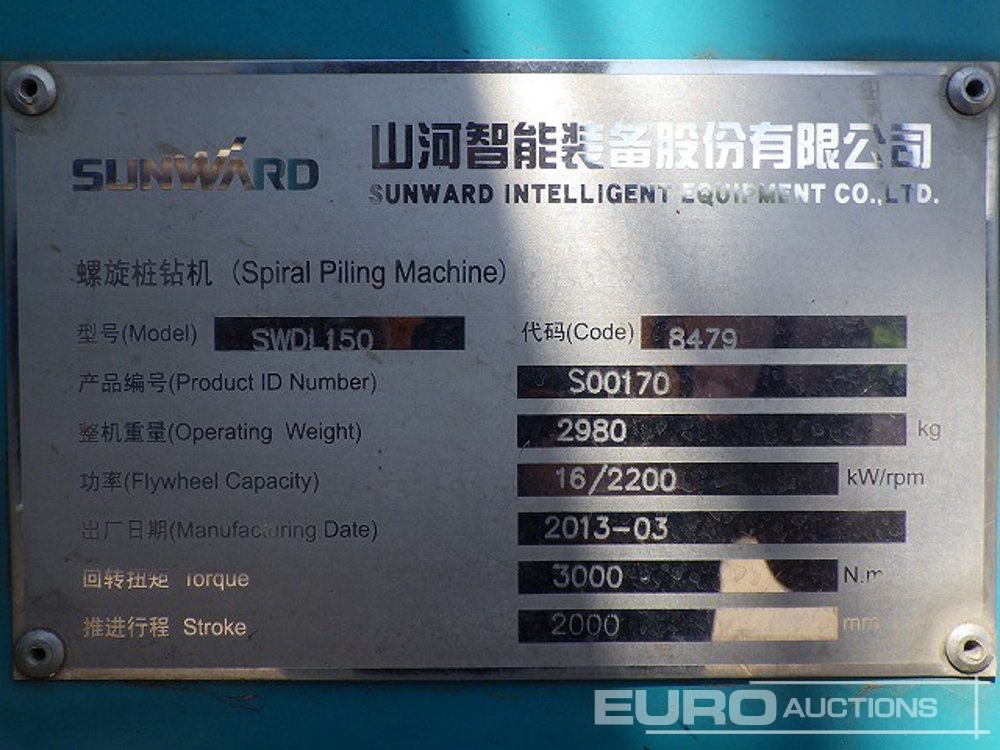 SUNWARD
山河智能装备股份有限公司
SUNWARD INTELLIGENT EQUIPMENT CO.,LTD.
螺旋桩钻机 (Spiral Piling Machine)
型号(Model) SWDL150 代码(Code) 8479
产品编号(Product ID Number) S00170
整机重量(Operating Weight) 2980 kg
功率(Flywheel Capacity) 16/2200 kW/rpm
出厂日期(Manufacturing Date) 2013-03
回转扭矩 Torque 3000 N.m
推进行程 Stroke 2000 mm
EURO AUCTIONS